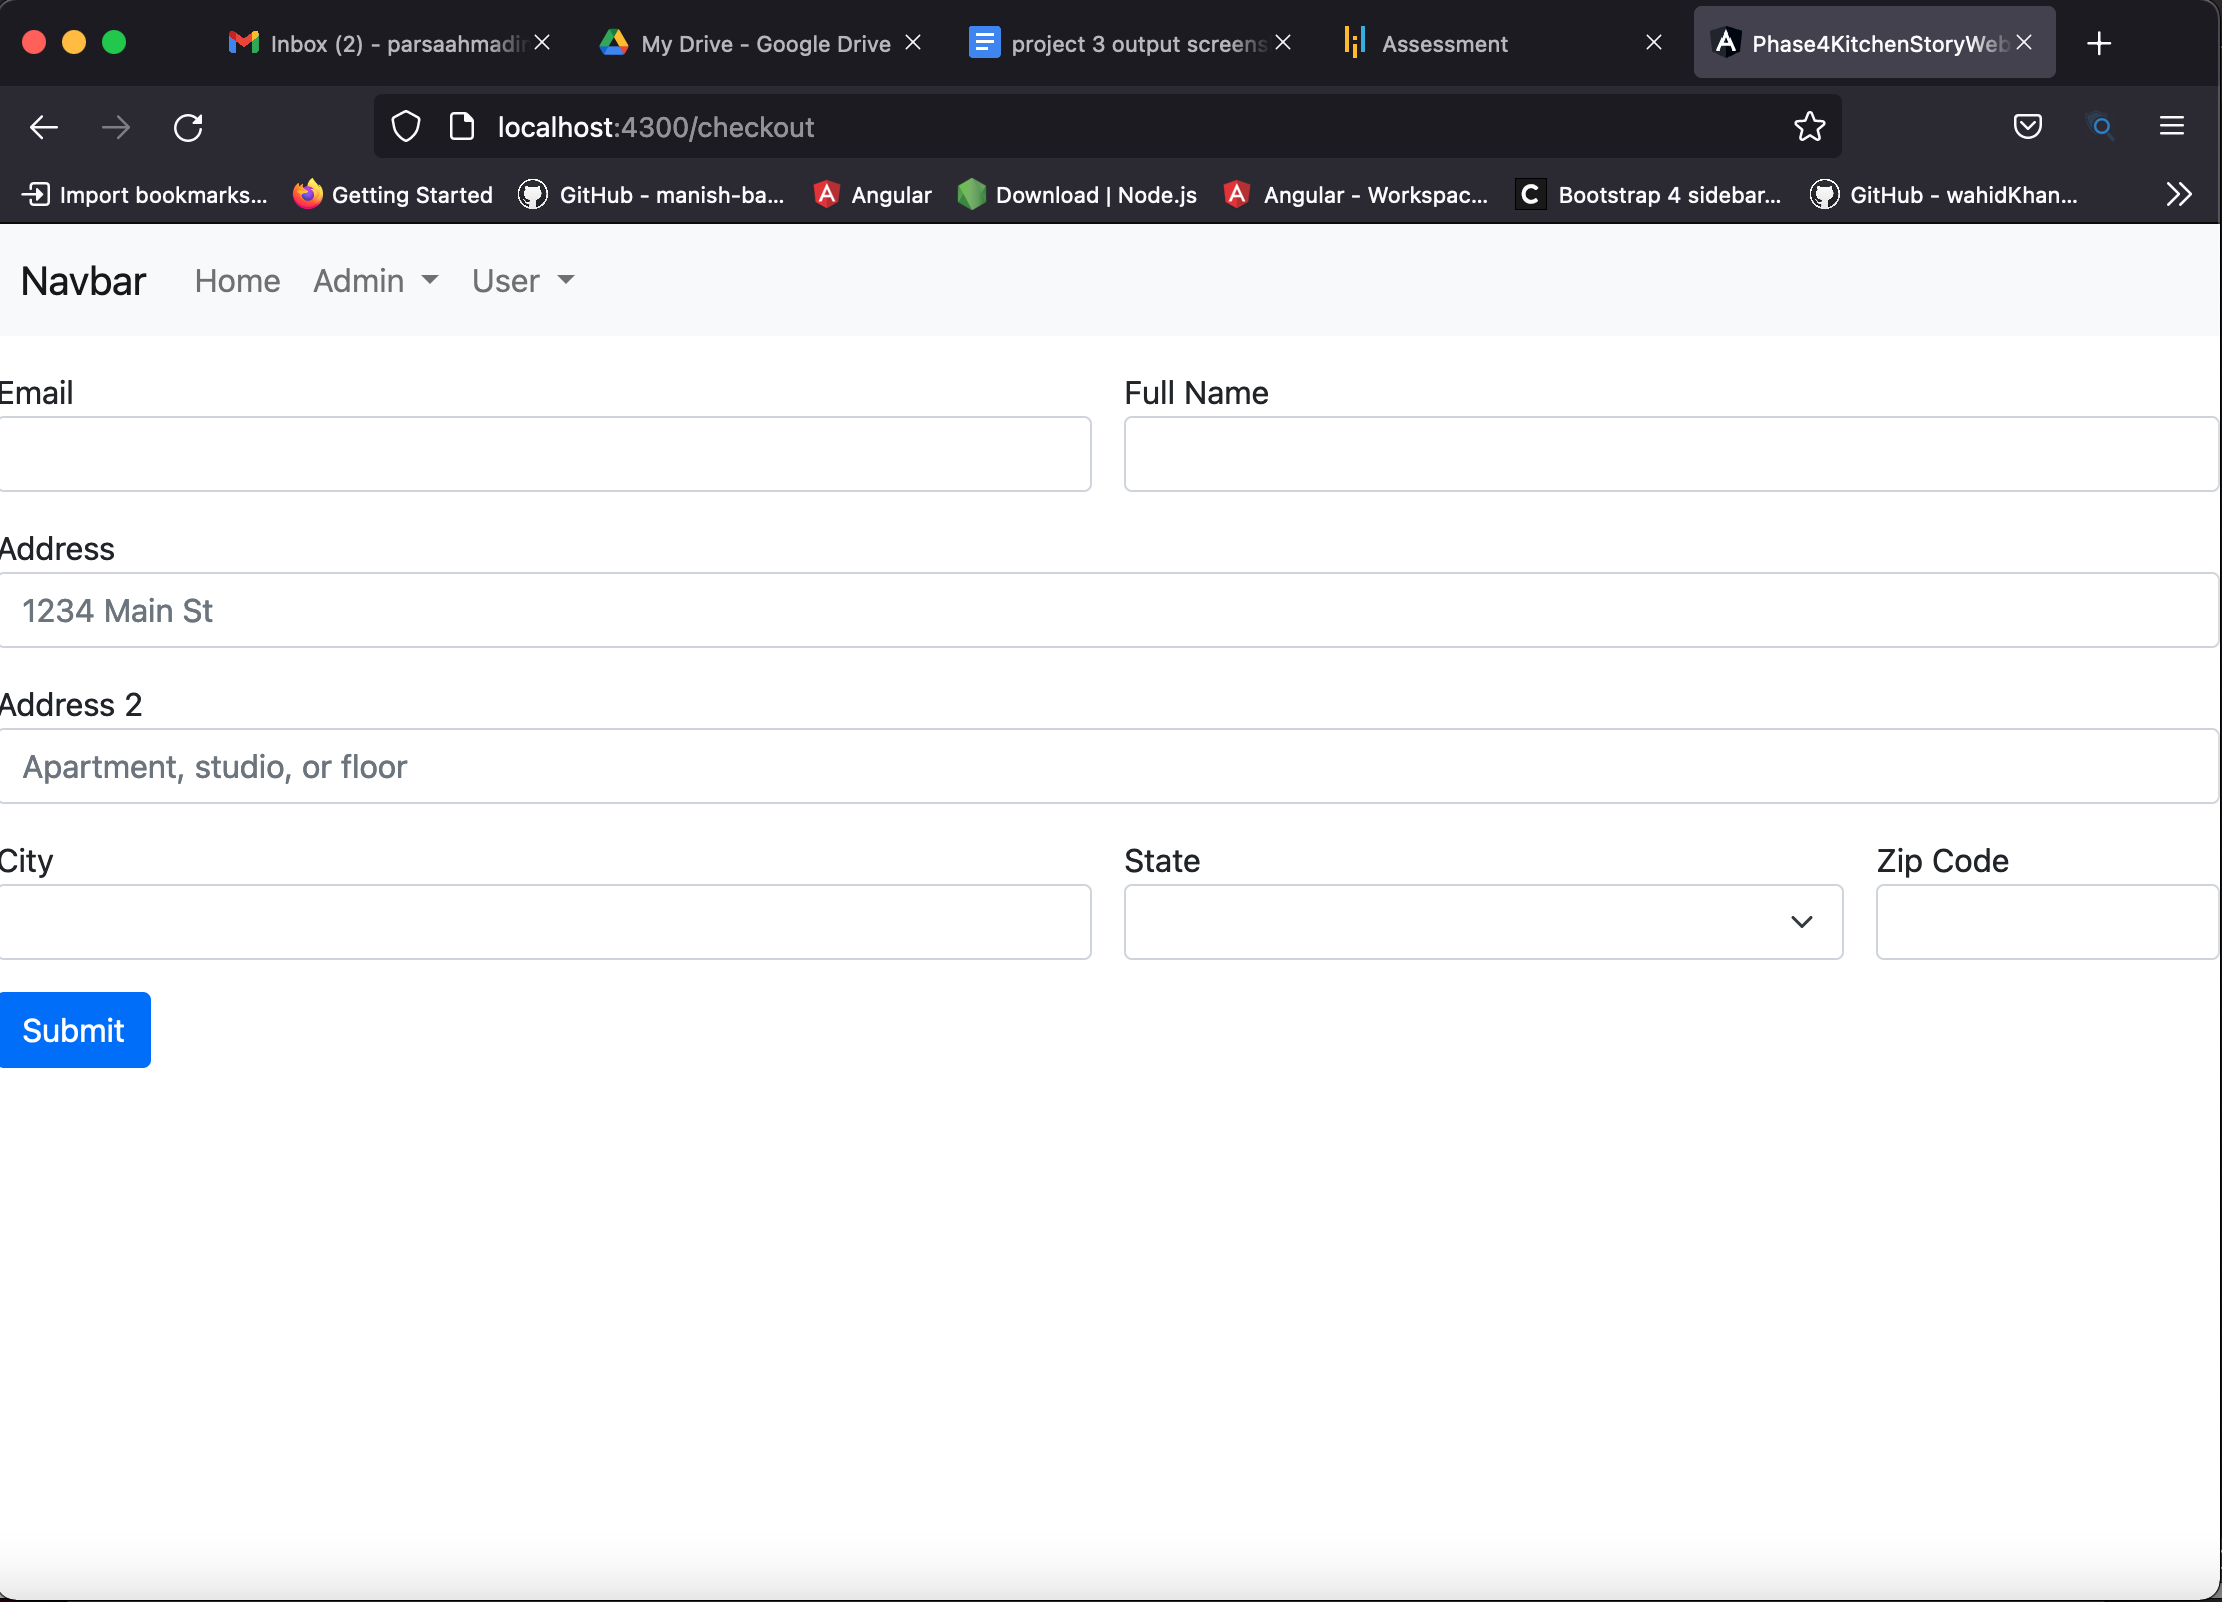 Inbox (2) - parsaahmadir
My Drive - Google Drive
project 3 output screens
Assessment
Phase4KitchenStoryWeb
localhost:4300/checkout
Import bookmarks...
Getting Started
GitHub - manish-ba...
Angular
Download | Node.js
Angular - Workspac...
Bootstrap 4 sidebar...
GitHub - wahidKhan...
Navbar Home Admin User
Email Full Name
Address
1234 Main St
Address 2
Apartment, studio, or floor
City State Zip Code
Submit